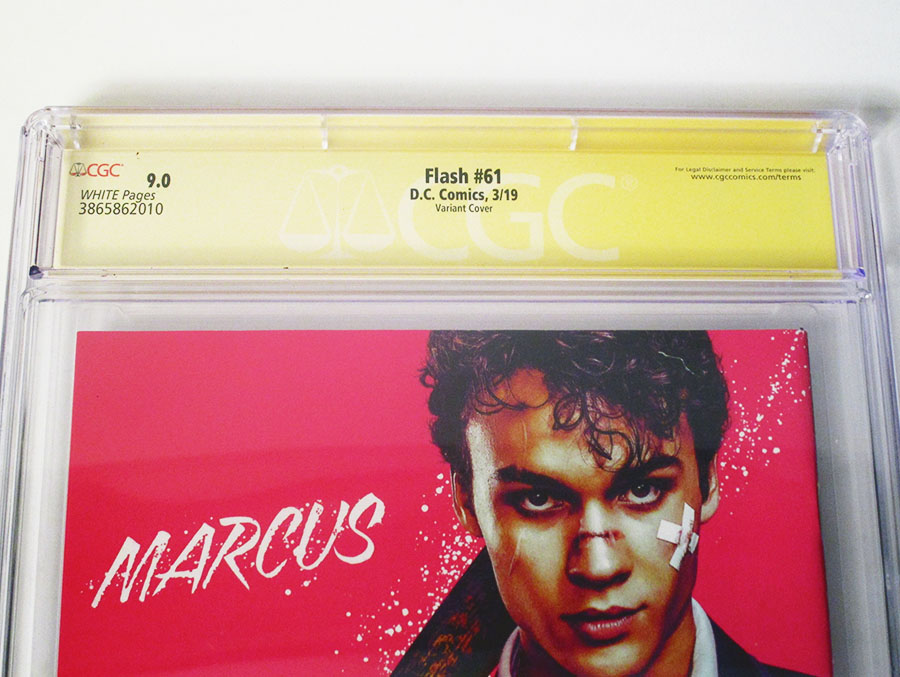 CGC
9.0
WHITE Pages
3865862010
Flash #61
D.C. Comics, 3/19
Variant Cover
For Legal Disclaimer and Service Terms please visit:
www.cgccomics.com/terms
CGC®
MARCUS